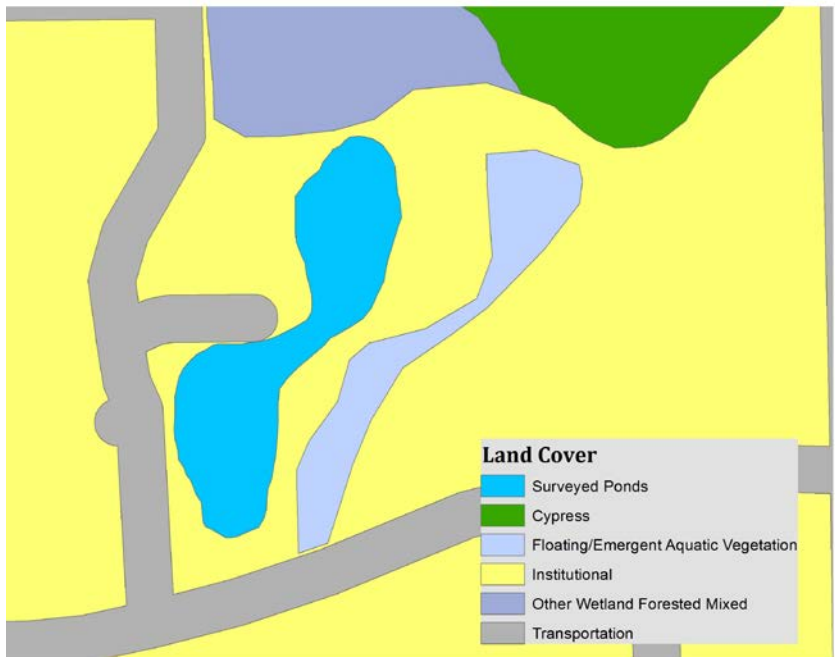 Land Cover
Surveyed Ponds
Cypress
Floating/Emergent Aquatic Vegetation
Institutional
Other Wetland Forested Mixed
Transportation